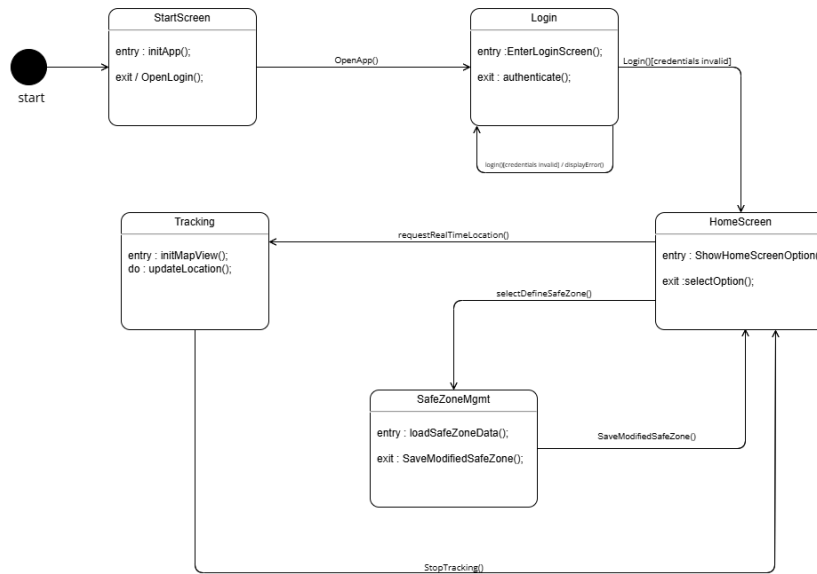 StartScreen
entry : initApp();
exit / OpenLogin();
start
OpenApp()
Login
entry :EnterLoginScreen();
exit : authenticate();
Login()[credentials invalid]
login()[credentials invalid] / displayError()
Tracking
entry : initMapView();
do : updateLocation();
requestRealTimeLocation()
HomeScreen
entry : ShowHomeScreenOption(
exit :selectOption();
selectDefineSafeZone()
SafeZoneMgmt
entry : loadSafeZoneData();
exit : SaveModifiedSafeZone();
SaveModifiedSafeZone()
StopTracking()